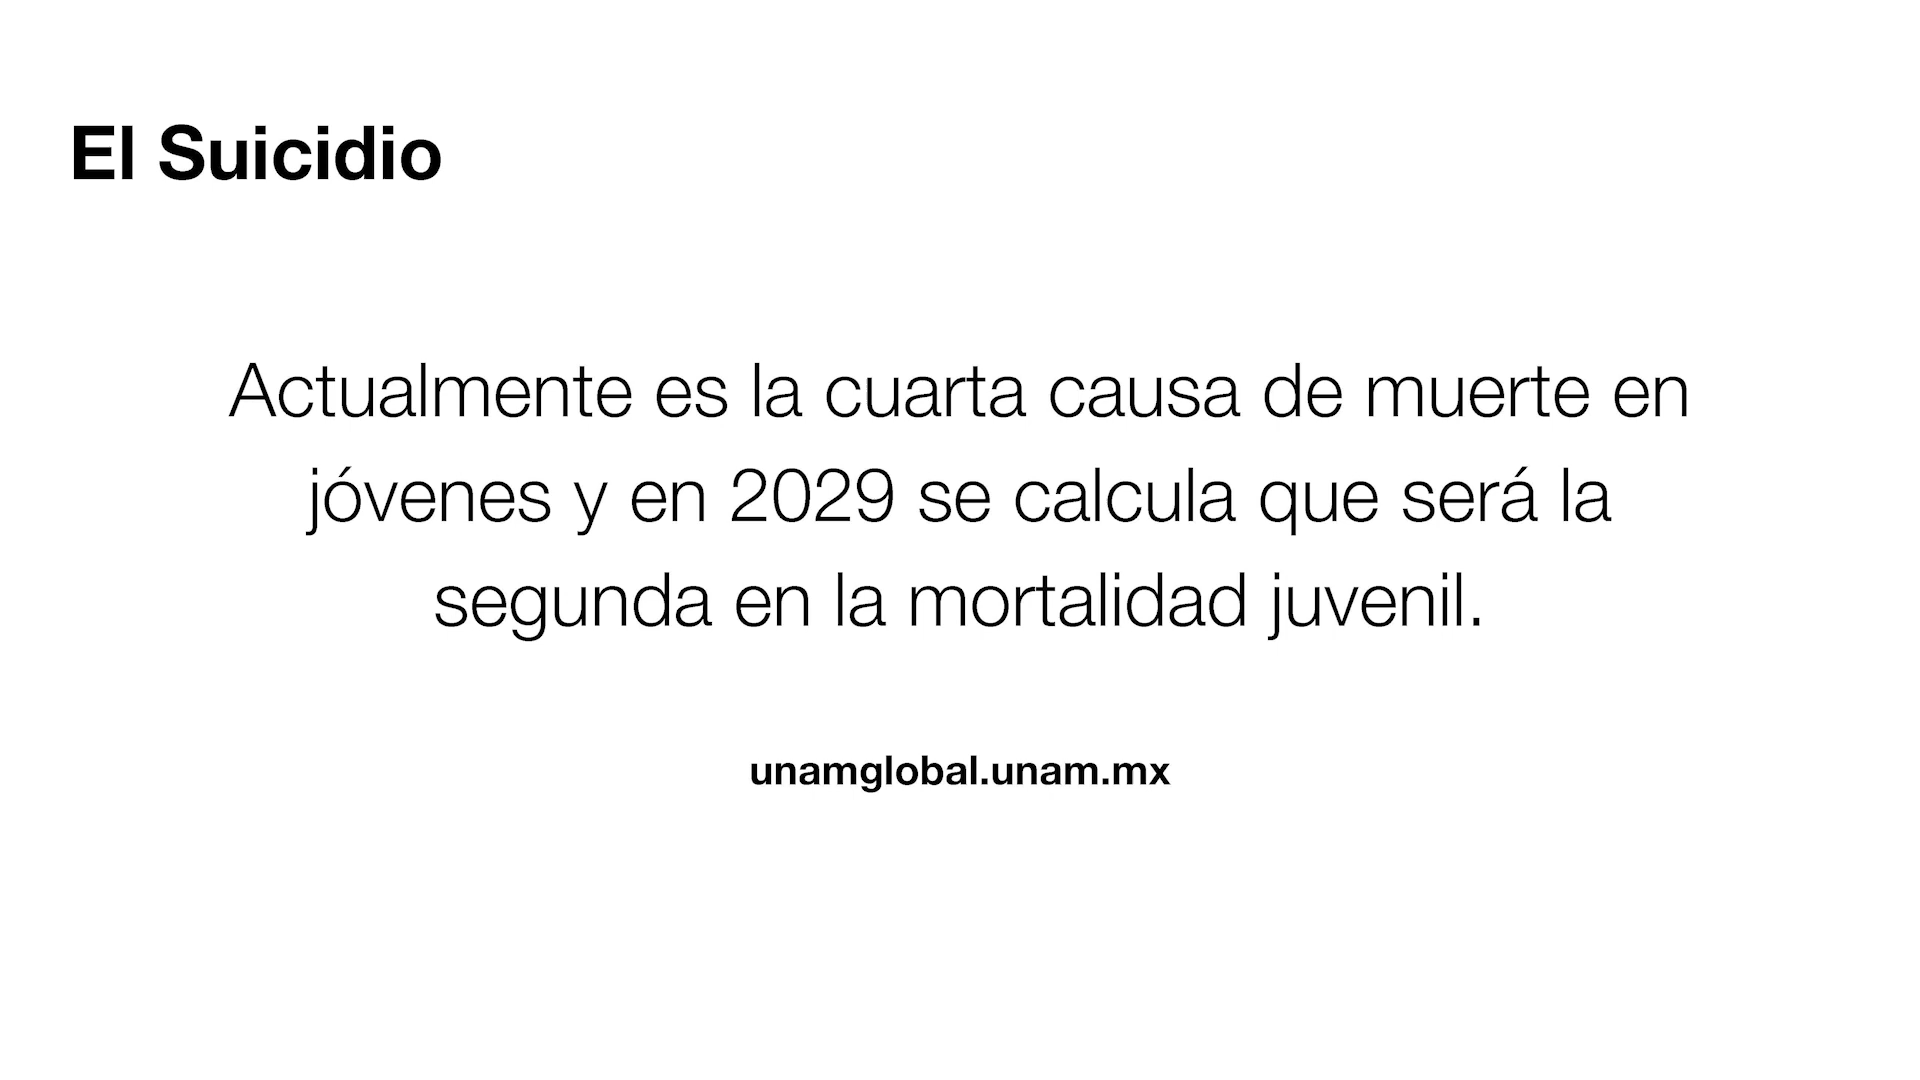 El Suicidio
Actualmente es la cuarta causa de muerte en
jóvenes y en 2029 se calcula que será la
segunda en la mortalidad juvenil.
unamglobal.unam.mx